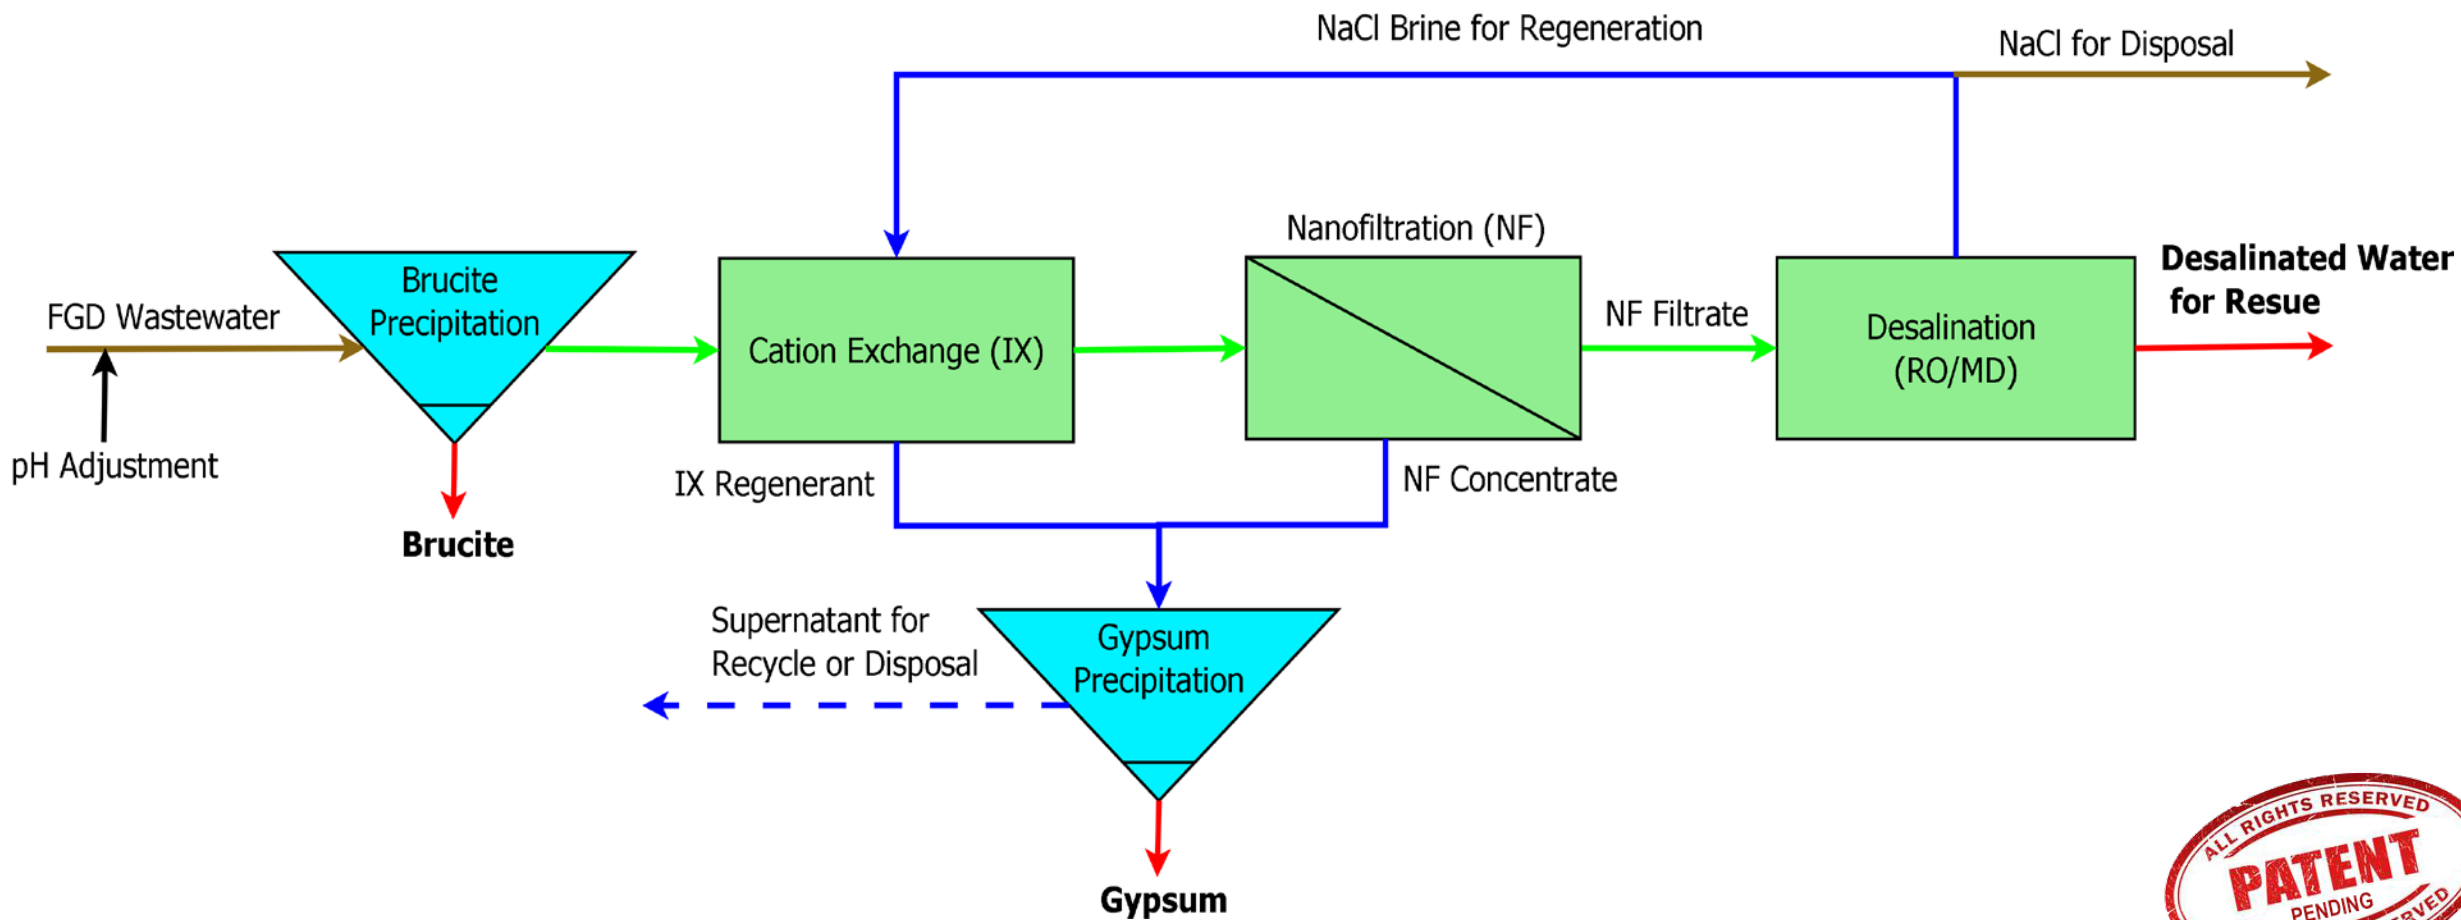 NaCl Brine for Regeneration
NaCl for Disposal
Nanofiltration (NF)
Desalinated Water
for Resue
Brucite
Precipitation
FGD Wastewater
Cation Exchange (IX)
NF Filtrate
Desalination
(RO/MD)
pH Adjustment
IX Regenerant
NF Concentrate
Brucite
Supernatant for
Recycle or Disposal
Gypsum
Precipitation
Gypsum
ALL RIGHTS RESERVED
PATENT
PENDING